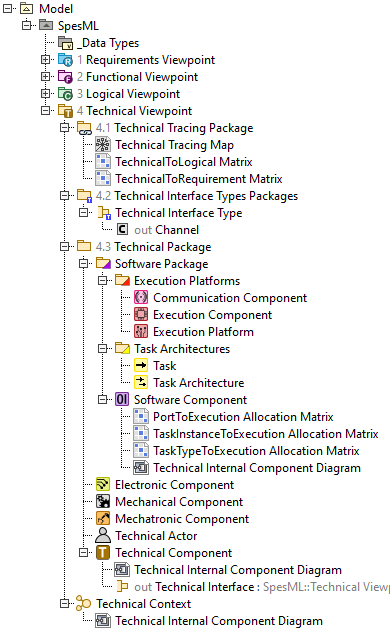 Model
SpesML
_Data Types
1 Requirements Viewpoint
2 Functional Viewpoint
3 Logical Viewpoint
4 Technical Viewpoint
4.1 Technical Tracing Package
Technical Tracing Map
TechnicalToLogical Matrix
TechnicalToRequirement Matrix
4.2 Technical Interface Types Packages
Technical Interface Type
out Channel
4.3 Technical Package
Software Package
Execution Platforms
Communication Component
Execution Component
Execution Platform
Task Architectures
Task
Task Architecture
Software Component
PortToExecution Allocation Matrix
TaskInstanceToExecution Allocation Matrix
TaskTypeToExecution Allocation Matrix
Technical Internal Component Diagram
Electronic Component
Mechanical Component
Mechatronic Component
Technical Actor
Technical Component
Technical Internal Component Diagram
out Technical Interface : SpesML::Technical Viewp
Technical Context
Technical Internal Component Diagram